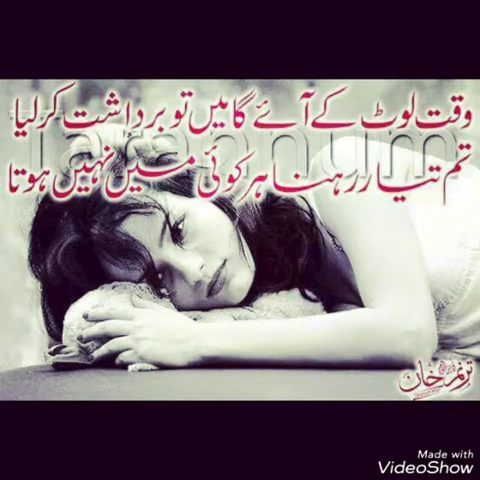 وقت لوٹ کے آئے گا میں تو برداشت کر لیا
تم تیار رہنا ہر کوئی میں نہیں ہوتا
ترنم خان
Made with
VideoShow